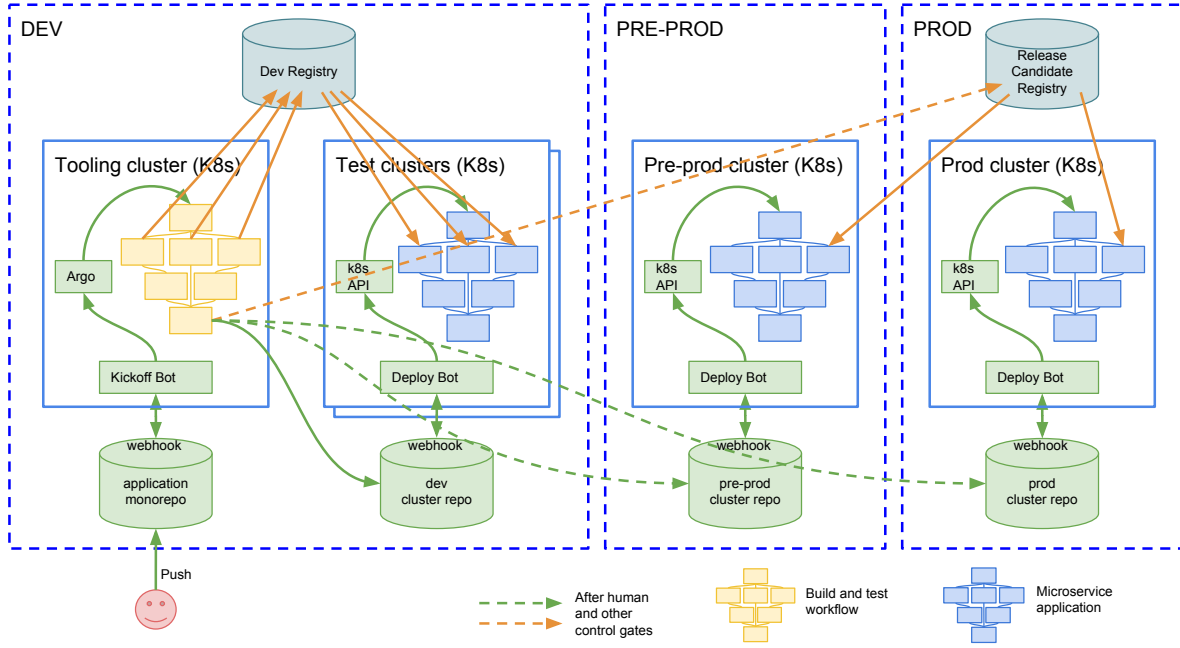 DEV
PRE-PROD
PROD
Dev Registry
Release
Candidate
Registry
Tooling cluster (K8s)
Test clusters (K8s)
Pre-prod cluster (K8s)
Prod cluster (K8s)
Argo
k8s
API
k8s
API
k8s
API
Kickoff Bot
Deploy Bot
Deploy Bot
Deploy Bot
webhook
webhook
webhook
webhook
application
monorepo
dev
cluster repo
pre-prod
cluster repo
prod
cluster repo
Push
After human
and other
control gates
Build and test
workflow
Microservice
application